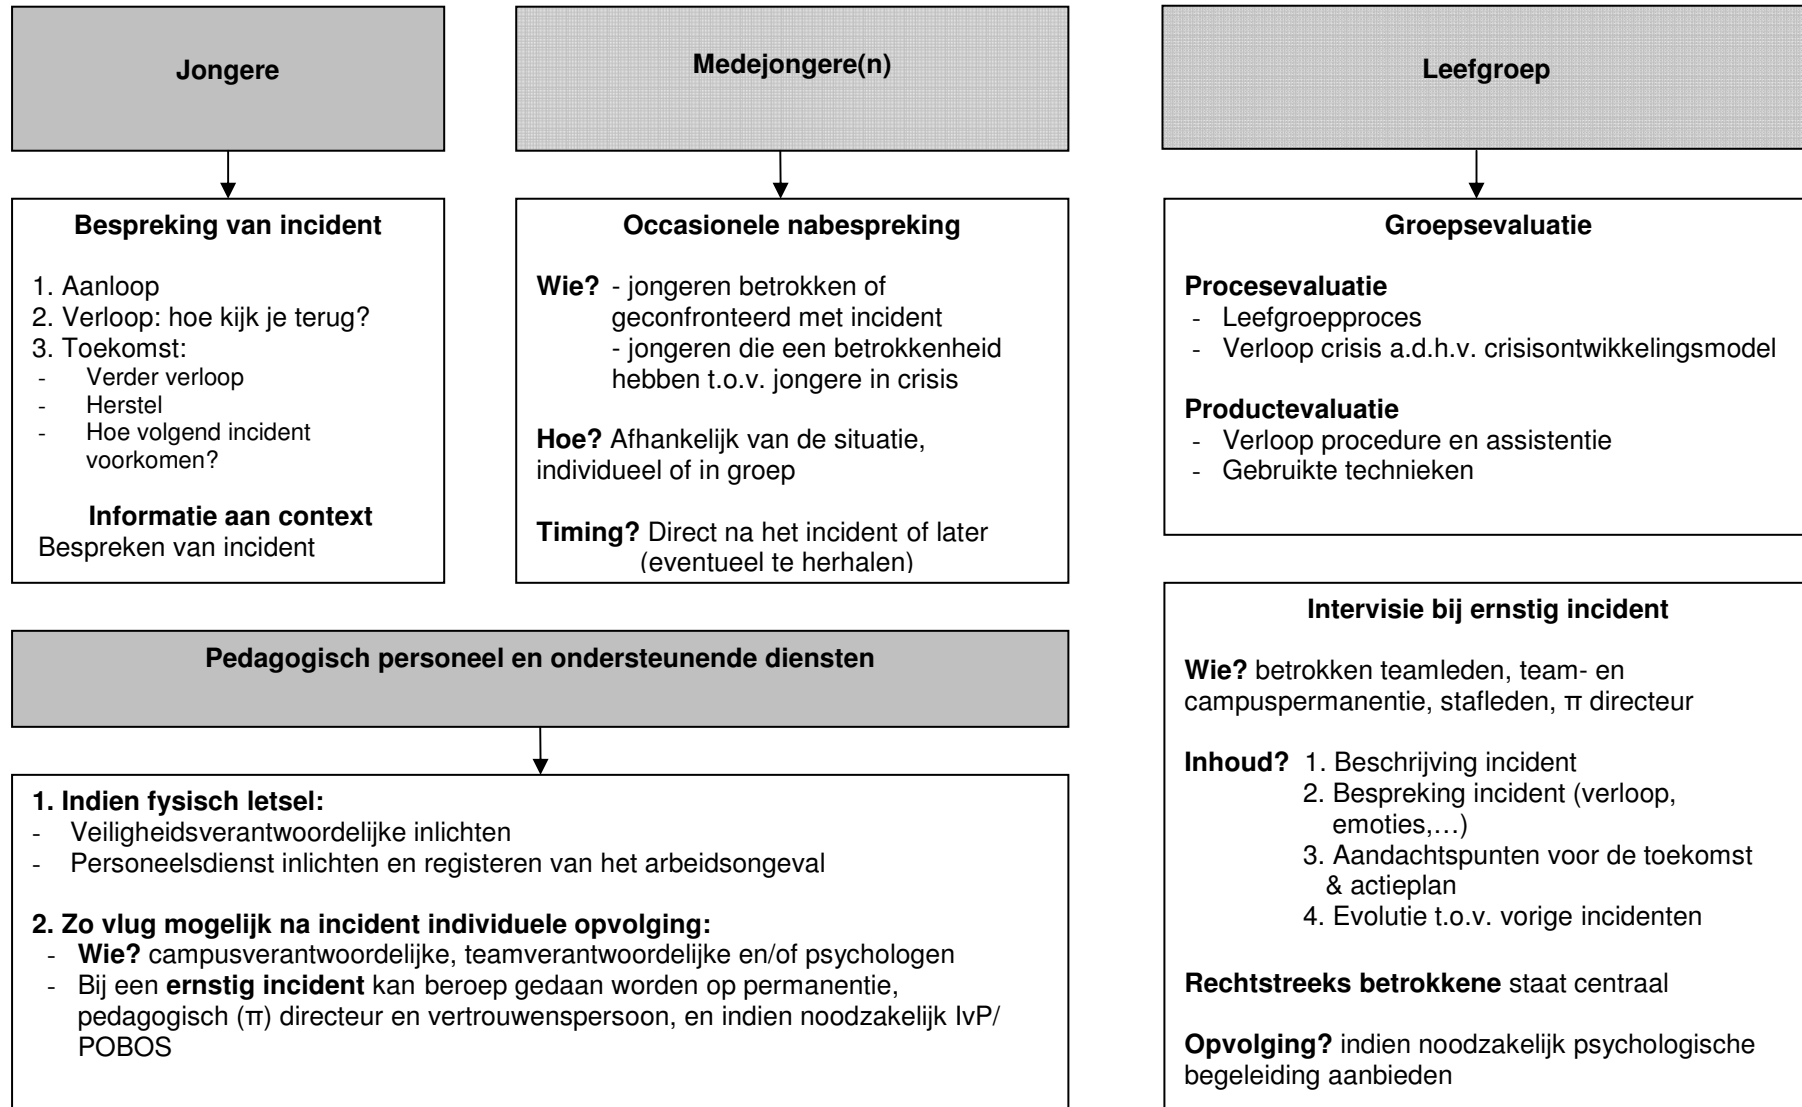 Jongere
Bespreking van incident
1. Aanloop
2. Verloop: hoe kijk je terug?
3. Toekomst:
- Verder verloop
- Herstel
- Hoe volgend incident
voorkomen?
Informatie aan context
Bespreken van incident
Medejongere(n)
Occasionele nabespreking
Wie? - jongeren betrokken of
geconfronteerd met incident
- jongeren die een betrokkenheid
hebben t.o.v. jongere in crisis
Hoe? Afhankelijk van de situatie,
individueel of in groep
Timing? Direct na het incident of later
(eventueel te herhalen)
Leefgroep
Groepsevaluatie
Procesevaluatie
- Leefgroepproces
- Verloop crisis a.d.h.v. crisisontwikkelingsmodel
Productevaluatie
- Verloop procedure en assistentie
- Gebruikte technieken
Pedagogisch personeel en ondersteunende diensten
1. Indien fysisch letsel:
- Veiligheidsverantwoordelijke inlichten
- Personeelsdienst inlichten en registeren van het arbeidsongeval
2. Zo vlug mogelijk na incident individuele opvolging:
- Wie? campusverantwoordelijke, teamverantwoordelijke en/of psychologen
- Bij een ernstig incident kan beroep gedaan worden op permanentie,
pedagogisch (π) directeur en vertrouwenspersoon, en indien noodzakelijk IvP/
POBOS
Intervisie bij ernstig incident
Wie? betrokken teamleden, team- en
campuspermanentie, stafleden, π directeur
Inhoud? 1. Beschrijving incident
2. Bespreking incident (verloop,
emoties,…)
3. Aandachtspunten voor de toekomst
& actieplan
4. Evolutie t.o.v. vorige incidenten
Rechtstreeks betrokkene staat centraal
Opvolging? indien noodzakelijk psychologische
begeleiding aanbieden